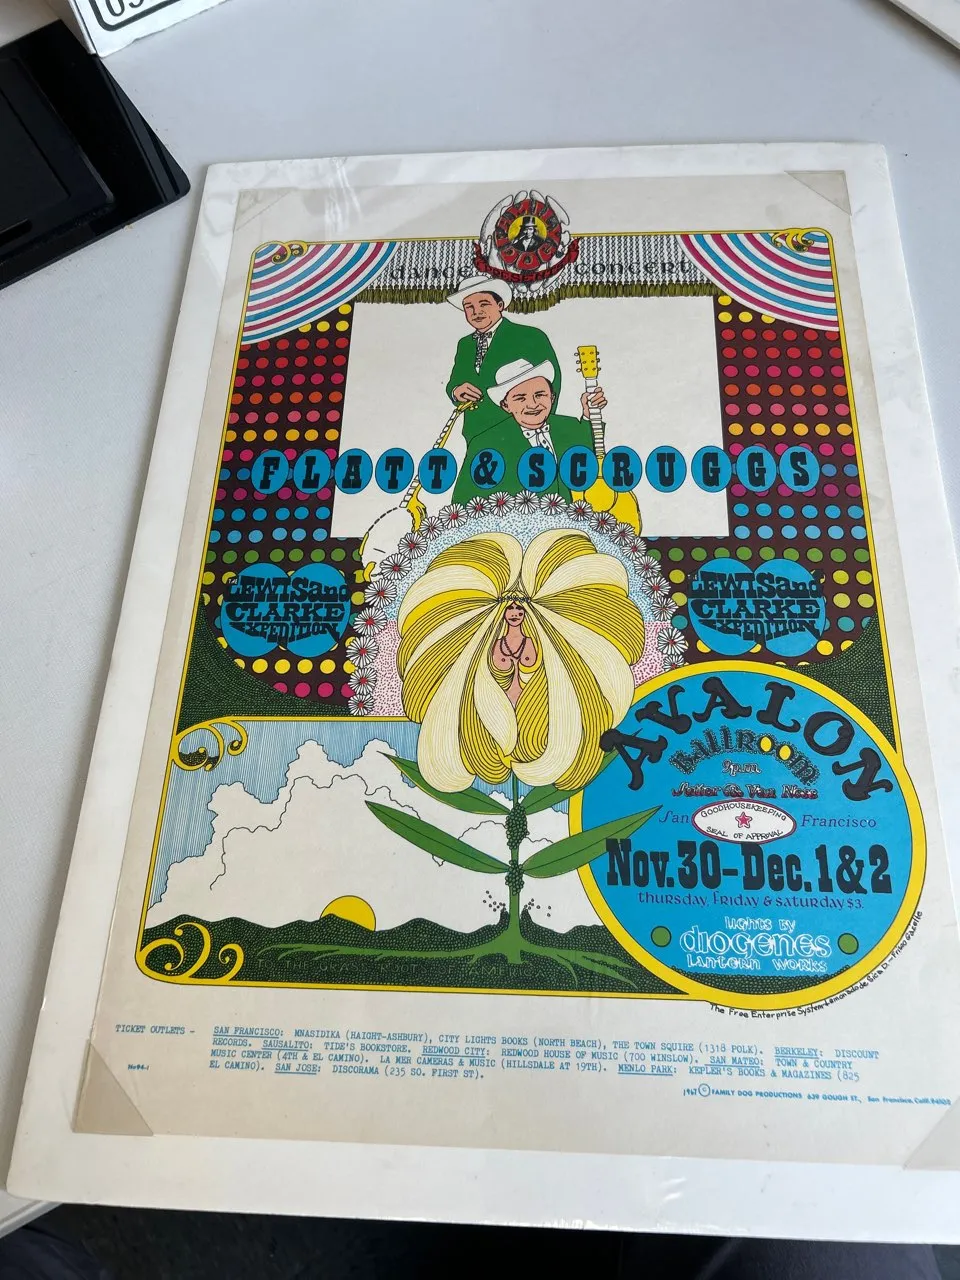 FAMILY DOG
PRESENTS
dance concert
FLATT & SCRUGGS
LEWIS and
CLARKE
EXPEDITION
LEWIS and
CLARKE
EXPEDITION
AVALON
BALLROOM
9p.m.
Sutter & Van Ness
San Francisco
GOODHOUSEKEEPING
SEAL OF APPROVAL
Nov. 30-Dec. 1 & 2
thursday, friday & saturday $3.
lights by
diogenes
LANTERN WORKS
The Free Enterprise System
TICKET OUTLETS - SAN FRANCISCO: MNASIDIKA (HAIGHT-ASHBURY), CITY LIGHTS BOOKS (NORTH BEACH), THE TOWN SQUIRE (1318 POLK). BERKELEY: DISCOUNT
RECORDS. SAUSALITO: TIDE'S BOOKSTORE. REDWOOD CITY: REDWOOD HOUSE OF MUSIC (700 WINSLOW). SAN MATEO: TOWN & COUNTRY
MUSIC CENTER (4TH & EL CAMINO). LA MER CAMERAS & MUSIC (HILLSDALE AT 19TH). MENLO PARK: KEPLER'S BOOKS & MAGAZINES (825
EL CAMINO). SAN JOSE: DISCORAMA (235 SO. FIRST ST).
No94-1
1967 © FAMILY DOG PRODUCTIONS 639 GOUGH ST., San Francisco, Calif. 94102